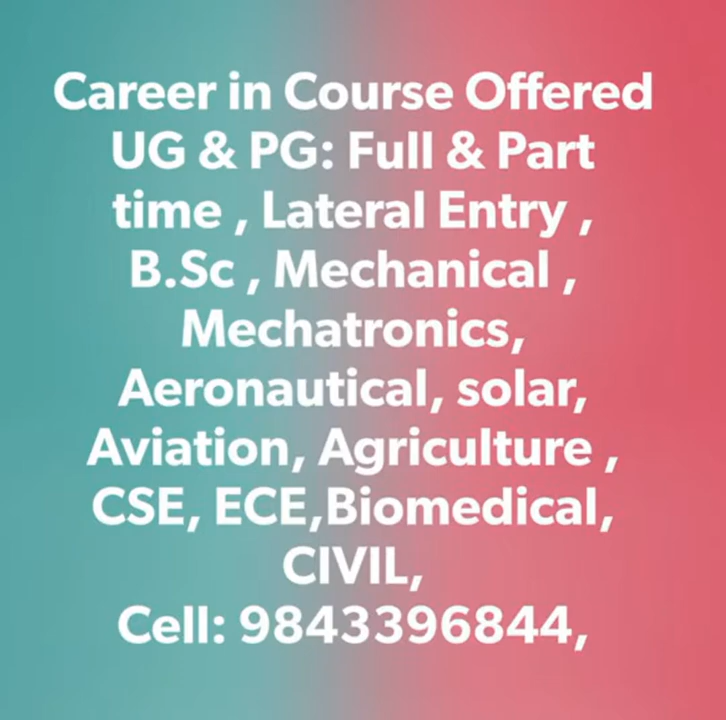 Career in Course Offered
UG & PG: Full & Part
time , Lateral Entry ,
B.Sc , Mechanical ,
Mechatronics,
Aeronautical, solar,
Aviation, Agriculture ,
CSE, ECE,Biomedical,
CIVIL,
Cell: 9843396844,